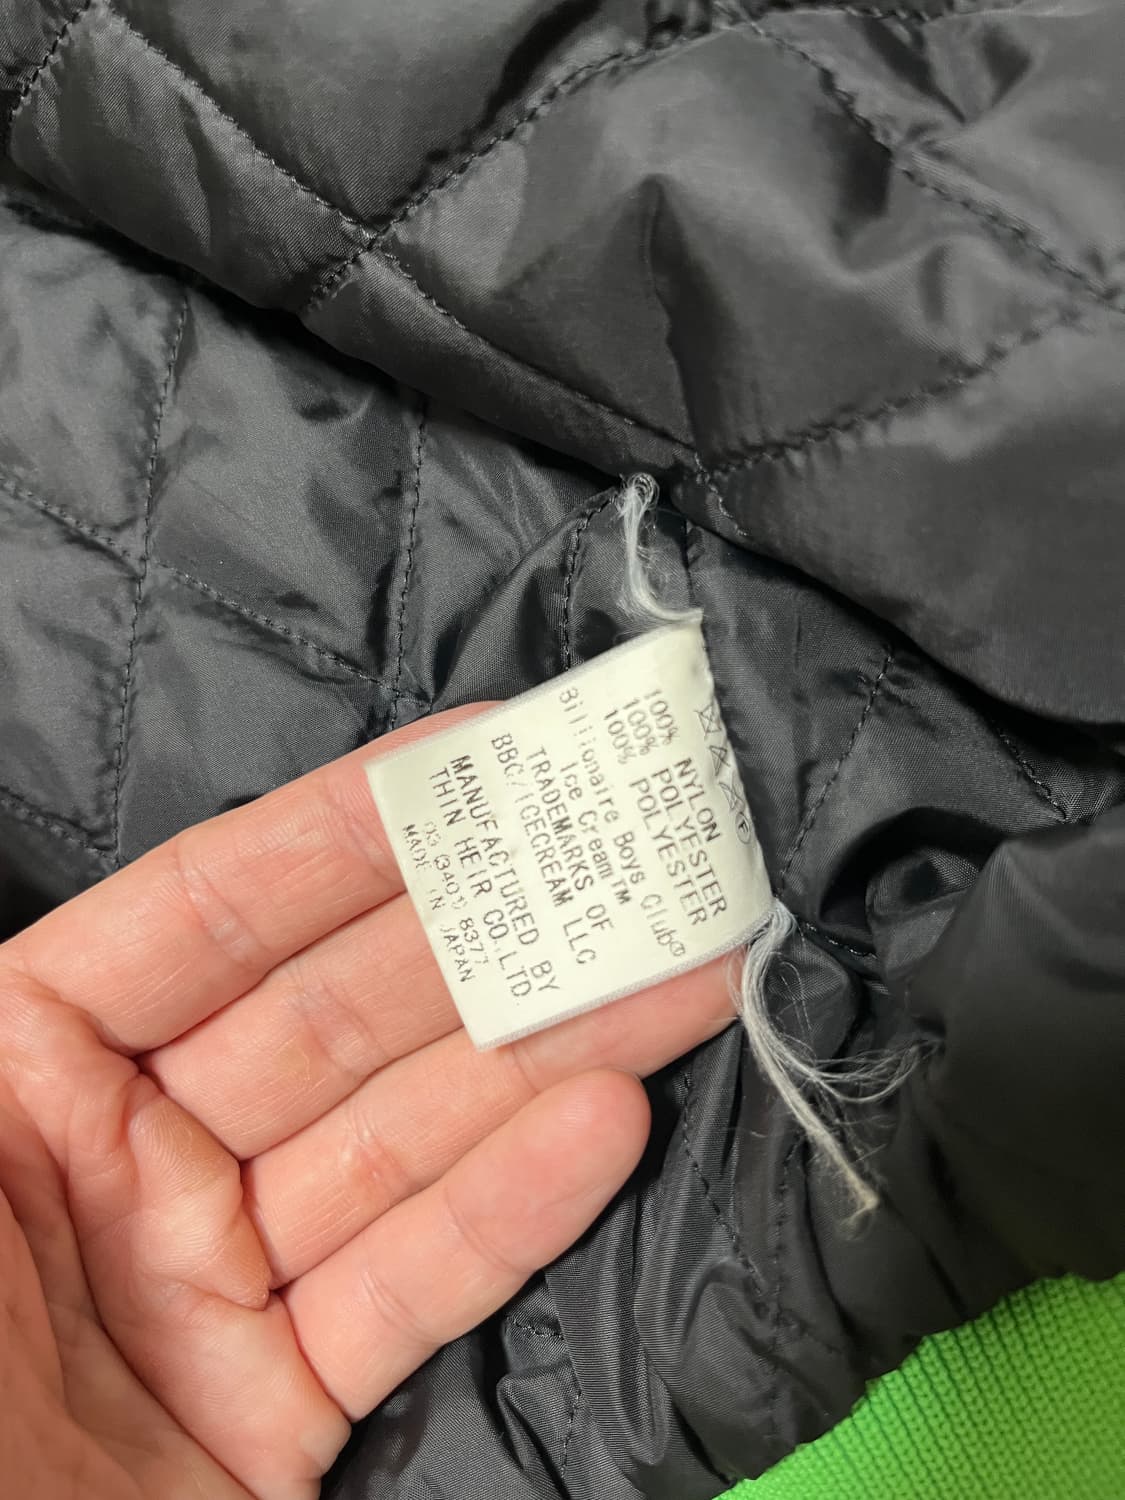 100% NYLON
100% POLYESTER
100% POLYESTER
Billionaire Boys Club®
Ice Cream™
TRADEMARKS OF
BBC/ICECREAM LLC
MANUFACTURED BY
THIN HEIR CO.,LTD.
03 (3401) 8377
MADE IN JAPAN